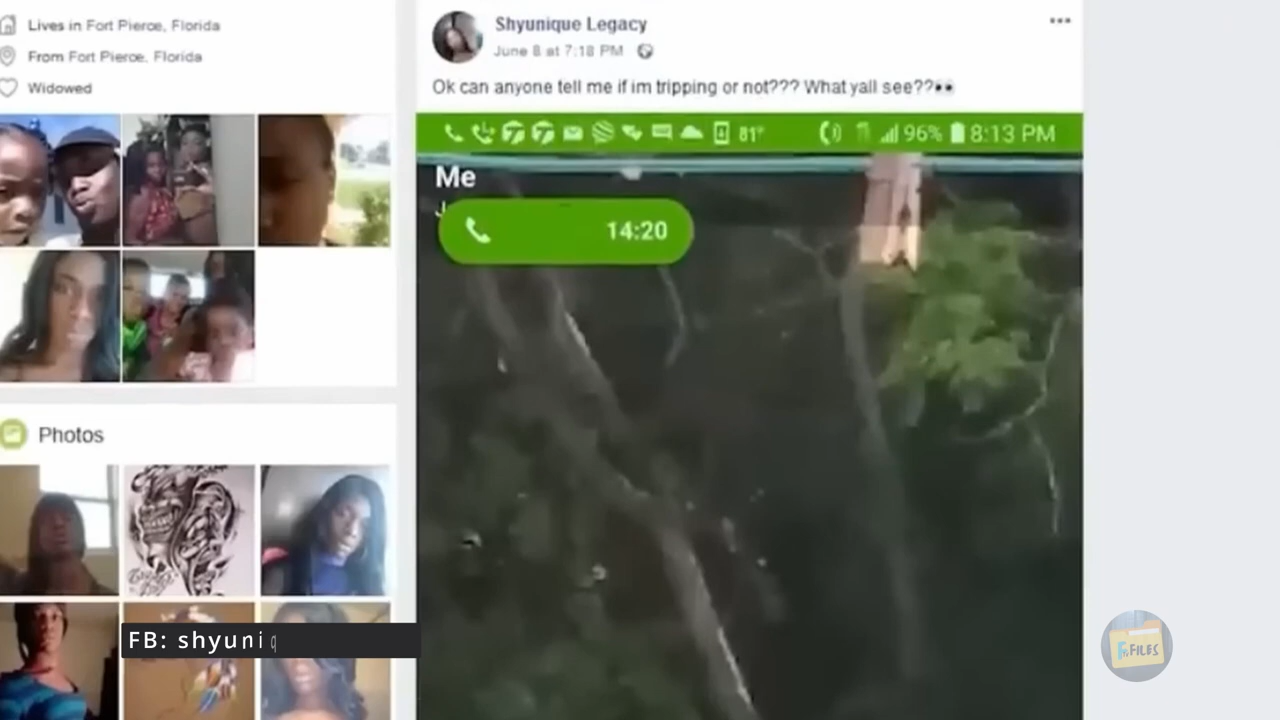 Lives in Fort Pierce, Florida
From Fort Pierce, Florida
Widowed
Photos
Shyunique Legacy
June 8 at 7:18 PM
Ok can anyone tell me if im tripping or not??? What yall see??👀
81° 96% 8:13 PM
Me
14:20
FB: shyuniq
FILES